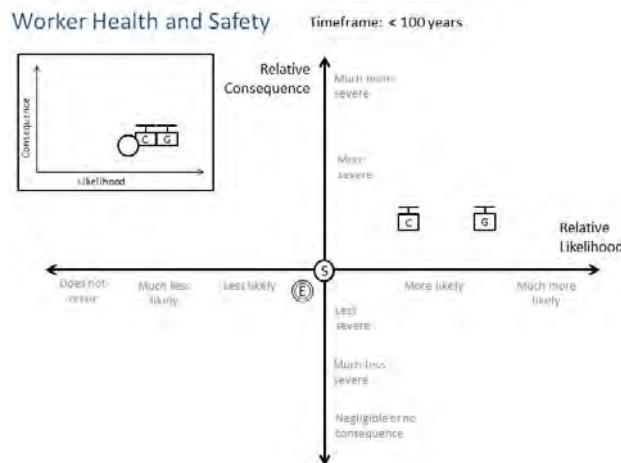 Worker Health and Safety
Timeframe: < 100 years
Relative
Consequence
Much more
severe
Consequence
C G
Likelihood
More
severe
C
G
Relative
Likelihood
S
Does not
occur
Much less
likely
Less likely
E
More likely
Much more
likely
Less
severe
Much less
severe
Negligible or no
consequence